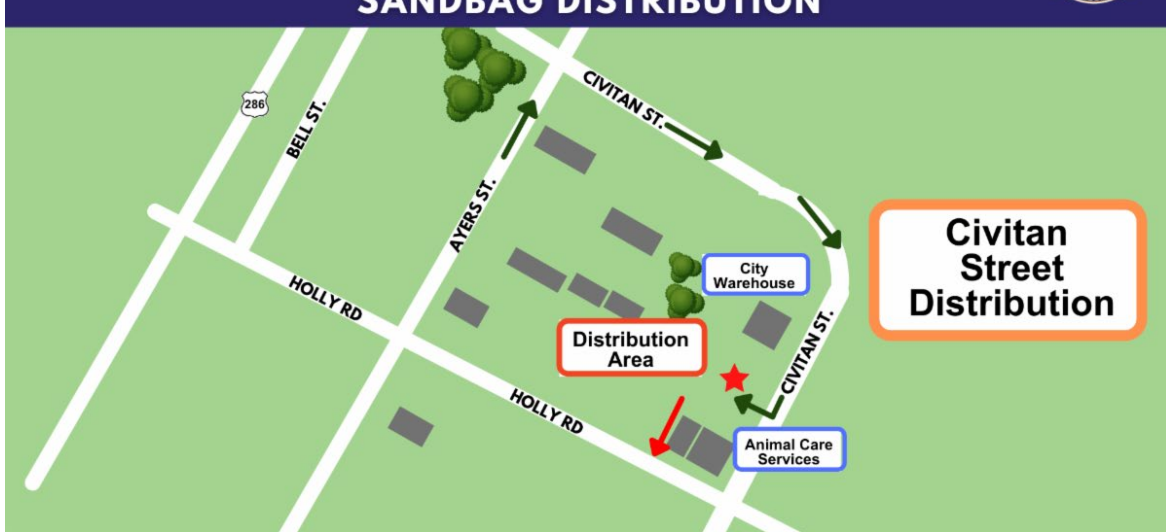 SANDBAG DISTRIBUTION
286
BELL ST.
CIVITAN ST.
AYERS ST.
HOLLY RD
City
Warehouse
Civitan
Street
Distribution
Distribution
Area
CIVITAN ST.
HOLLY RD
Animal Care
Services